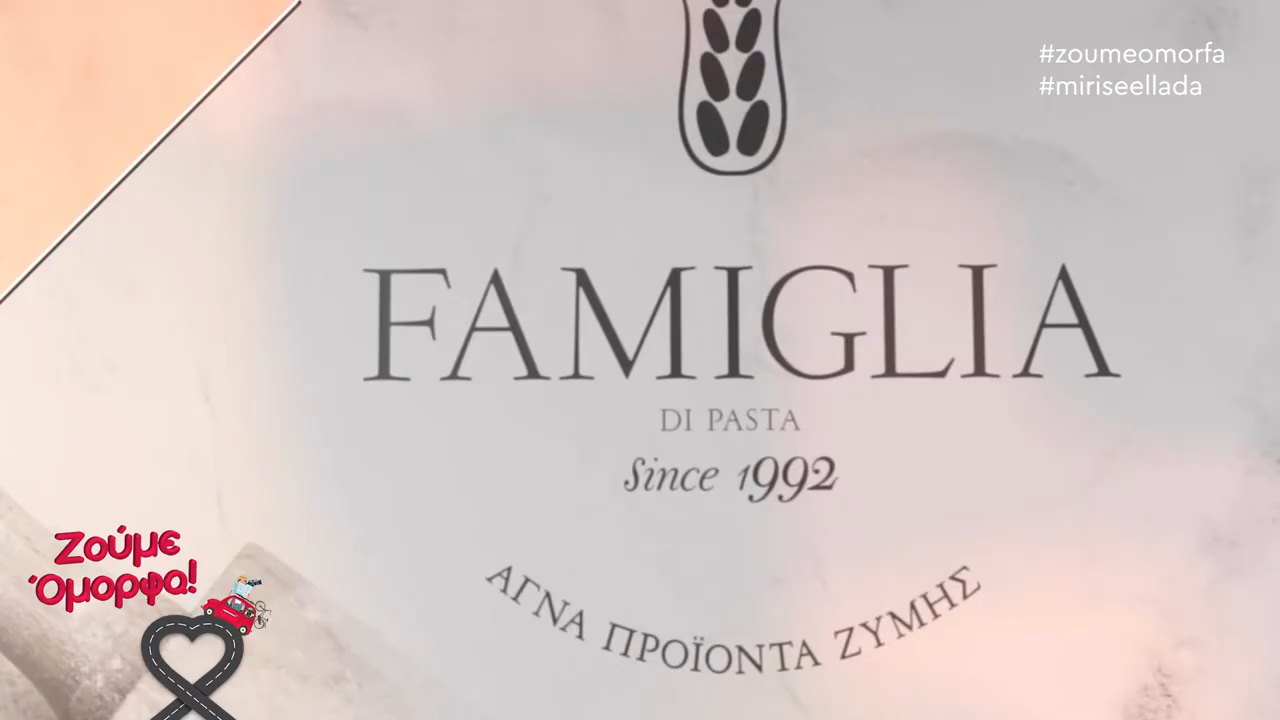 #zoumeomorfa
#miriseellada
FAMIGLIA
DI PASTA
Since 1992
ΑΓΝΑ ΠΡΟΪΟΝΤΑ ΖΥΜΗΣ
Ζούμε
Όμορφα!